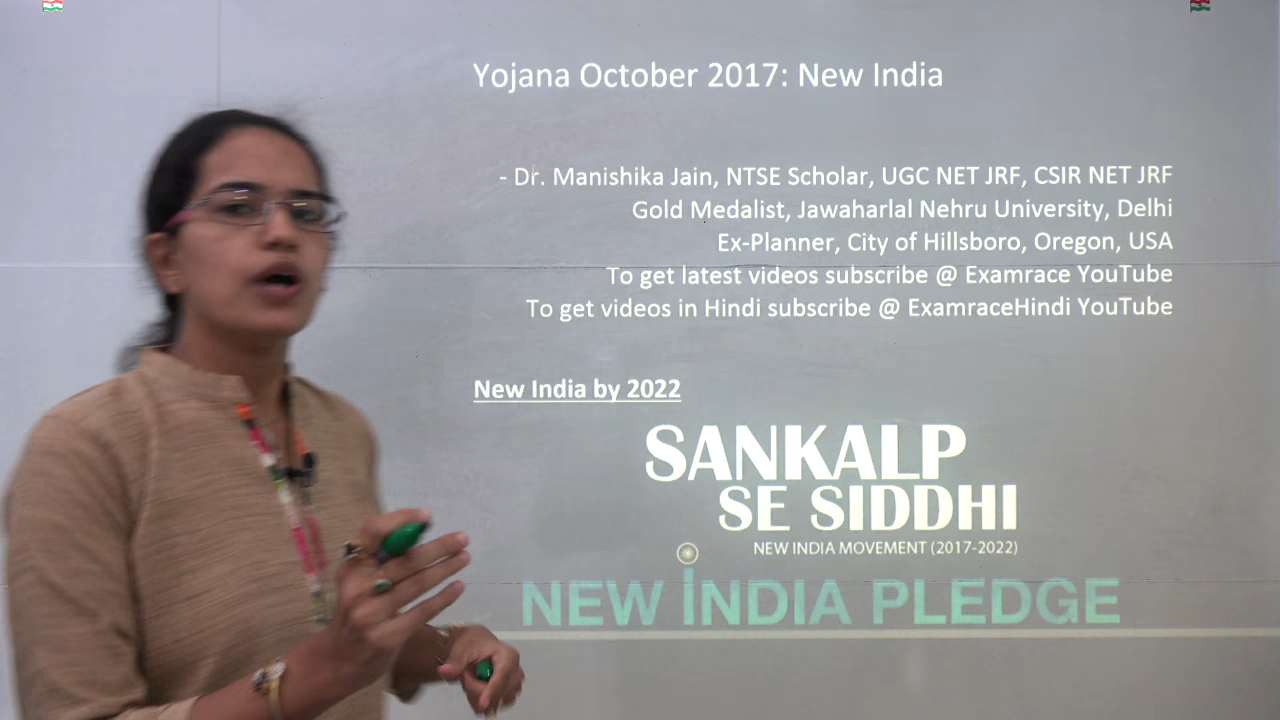 Yojana October 2017: New India
- Dr. Manishika Jain, NTSE Scholar, UGC NET JRF, CSIR NET JRF
Gold Medalist, Jawaharlal Nehru University, Delhi
Ex-Planner, City of Hillsboro, Oregon, USA
To get latest videos subscribe @ Examrace YouTube
To get videos in Hindi subscribe @ ExamraceHindi YouTube
New India by 2022
SANKALP
SE SIDDHI
NEW INDIA MOVEMENT (2017-2022)
NEW INDIA PLEDGE